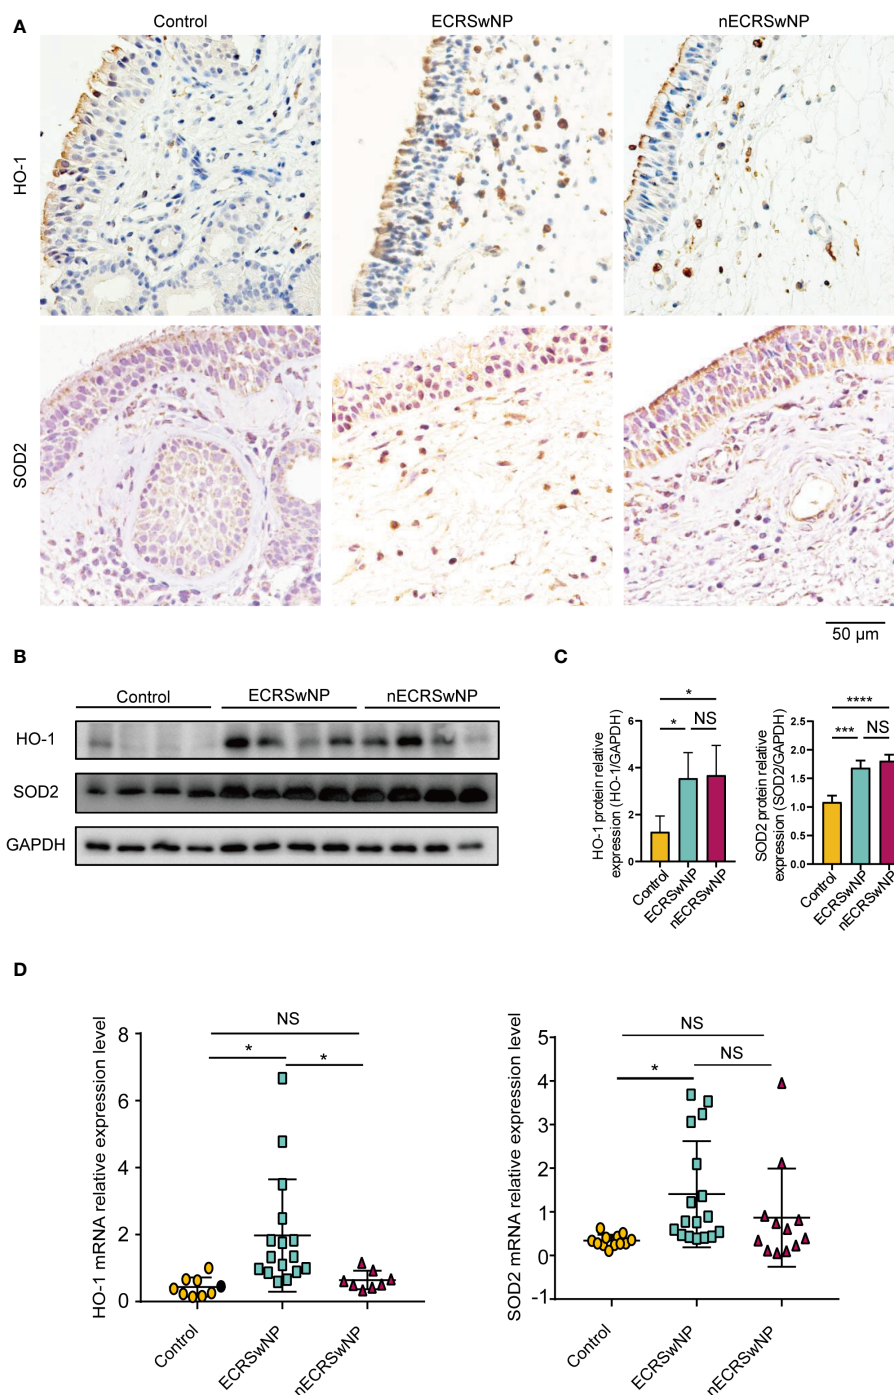 A
Control
ECRSwNP
nECRSwNP
HO-1
SOD2
50 µm
B
Control
ECRSwNP
nECRSwNP
HO-1
SOD2
GAPDH
C
HO-1 protein relative
expression (HO-1/GAPDH)
6
4
2
0
*
*
NS
Control
ECRSwNP
nECRSwNP
SOD2 protein relative
expression (SOD2/GAPDH)
2.5
2.0
1.5
1.0
0.5
0.0
****
***
NS
Control
ECRSwNP
nECRSwNP
D
HO-1 mRNA relative expression level
8
6
4
2
0
NS
*
*
Control
ECRSwNP
nECRSwNP
SOD2 mRNA relative expression level
5
4
3
2
1
0
-1
NS
*
NS
Control
ECRSwNP
nECRSwNP